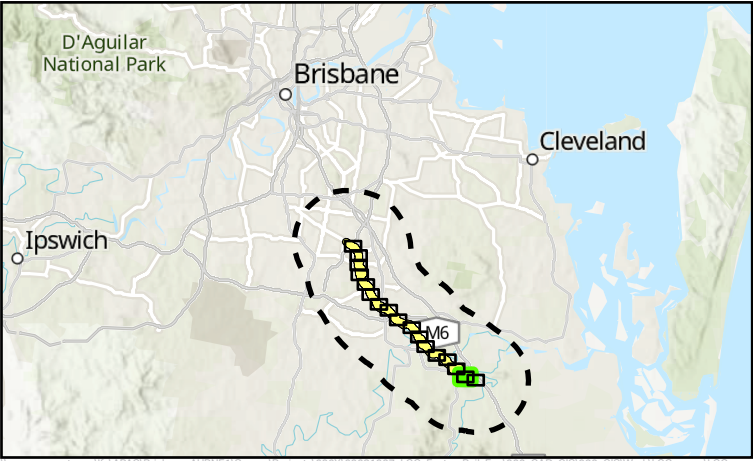 D'Aguilar
National Park
Brisbane
Cleveland
Ipswich
M6